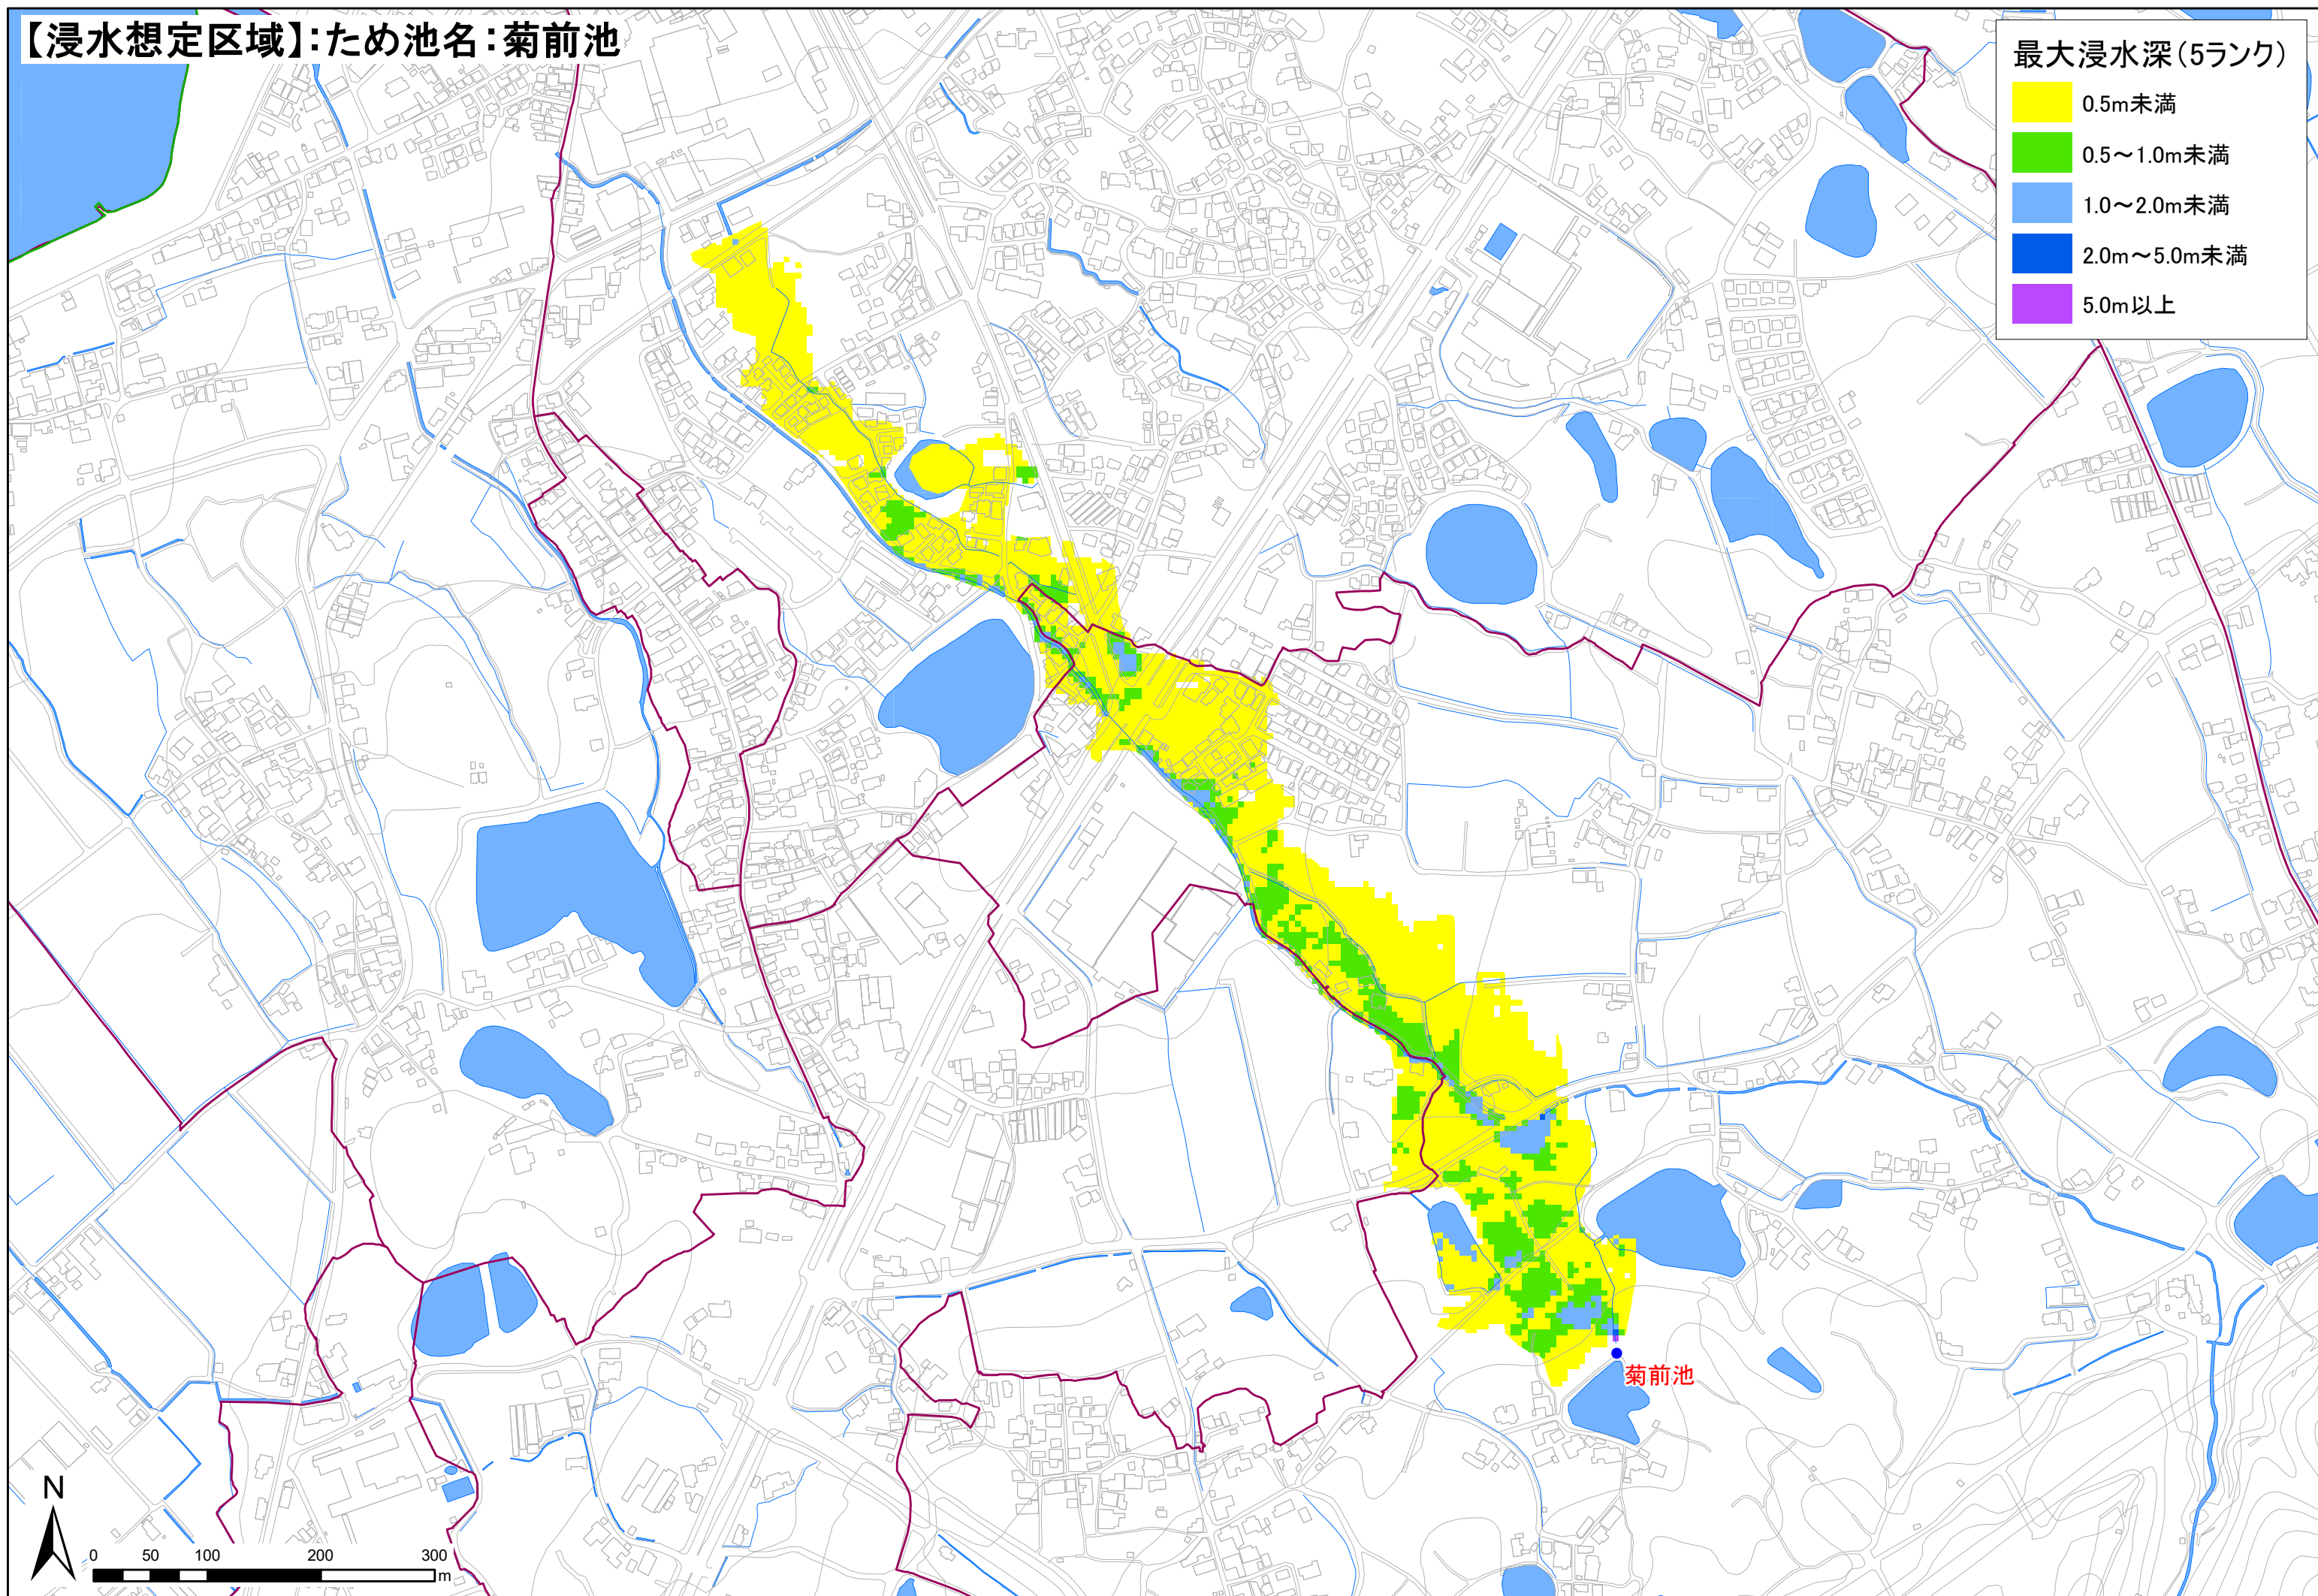 【浸水想定区域】：ため池名：菊前池
最大浸水深（5ランク）
0.5m未満
0.5～1.0m未満
1.0～2.0m未満
2.0m～5.0m未満
5.0m以上
菊前池
N
0 50 100 200 300
m